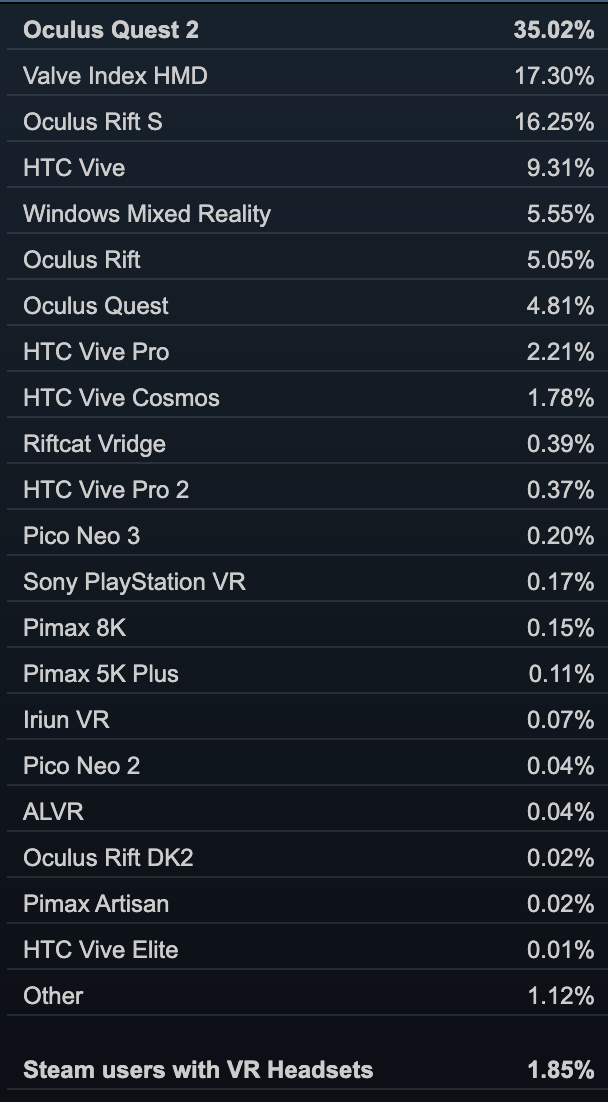 Oculus Quest 2 35.02%
Valve Index HMD 17.30%
Oculus Rift S 16.25%
HTC Vive 9.31%
Windows Mixed Reality 5.55%
Oculus Rift 5.05%
Oculus Quest 4.81%
HTC Vive Pro 2.21%
HTC Vive Cosmos 1.78%
Riftcat Vridge 0.39%
HTC Vive Pro 2 0.37%
Pico Neo 3 0.20%
Sony PlayStation VR 0.17%
Pimax 8K 0.15%
Pimax 5K Plus 0.11%
Iriun VR 0.07%
Pico Neo 2 0.04%
ALVR 0.04%
Oculus Rift DK2 0.02%
Pimax Artisan 0.02%
HTC Vive Elite 0.01%
Other 1.12%
Steam users with VR Headsets 1.85%